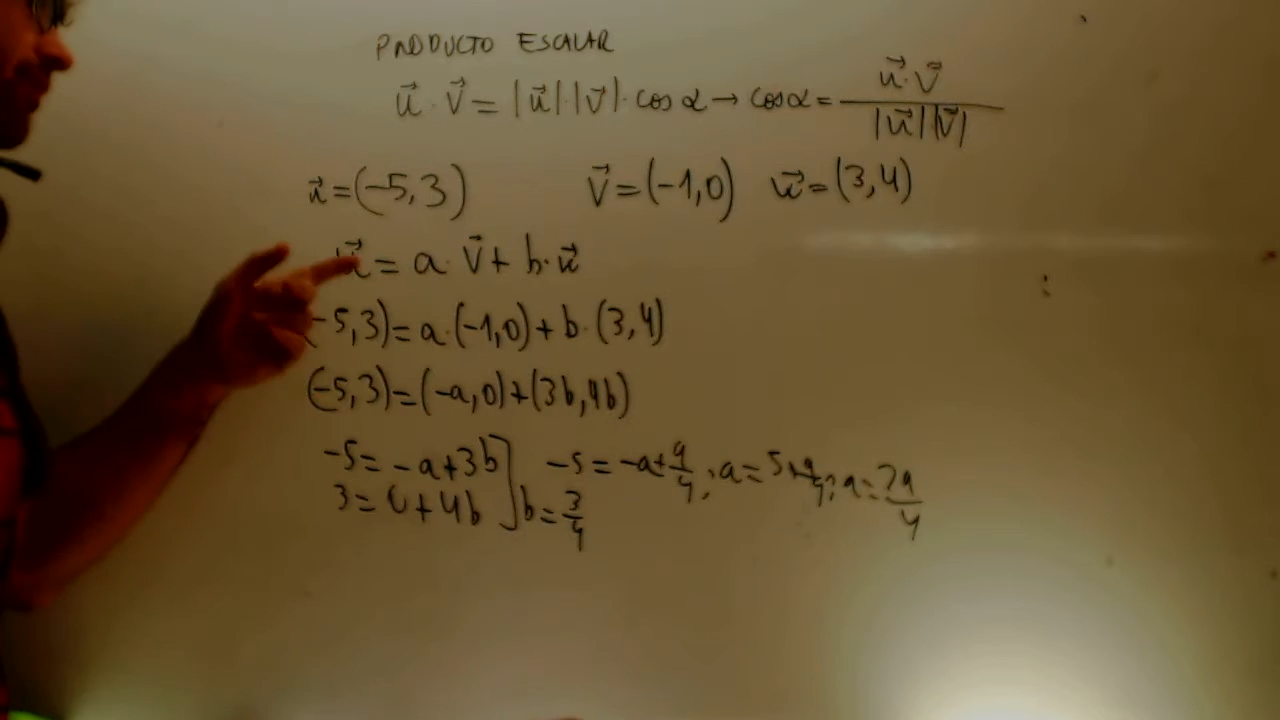 PRODUCTO ESCALAR
u⃗ · v⃗ = |u⃗|·|v⃗|· cos α → cos α = u⃗·v⃗ / |u⃗||v⃗|
u⃗ = (-5,3) v⃗ = (-1,0) w⃗ = (3,4)
u⃗ = a· v⃗ + b· w⃗
-5,3) = a·(-1,0) + b·(3,4)
(-5,3) = (-a,0) + (3b,4b)
-5 = -a+3b] -5 = -a+9/4; a = 5+9/4; a = 29/4
3 = 0 + 4b] b = 3/4